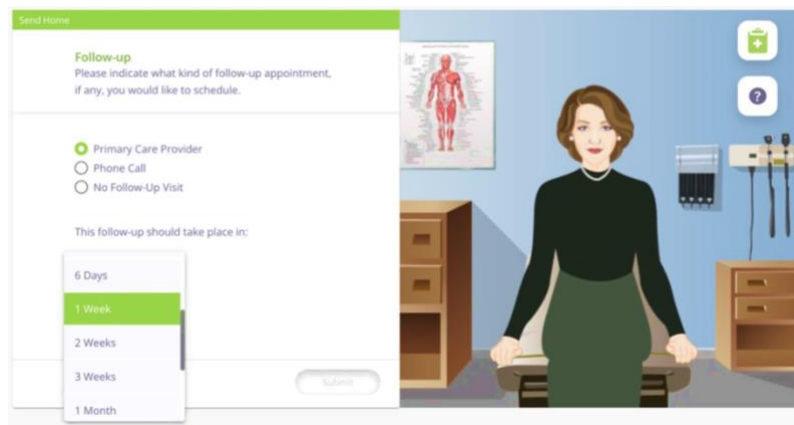 Send Home
Follow-up
Please indicate what kind of follow-up appointment,
if any, you would like to schedule.
Primary Care Provider
Phone Call
No Follow-Up Visit
This follow-up should take place in:
6 Days
1 Week
2 Weeks
3 Weeks
1 Month
Submit
?